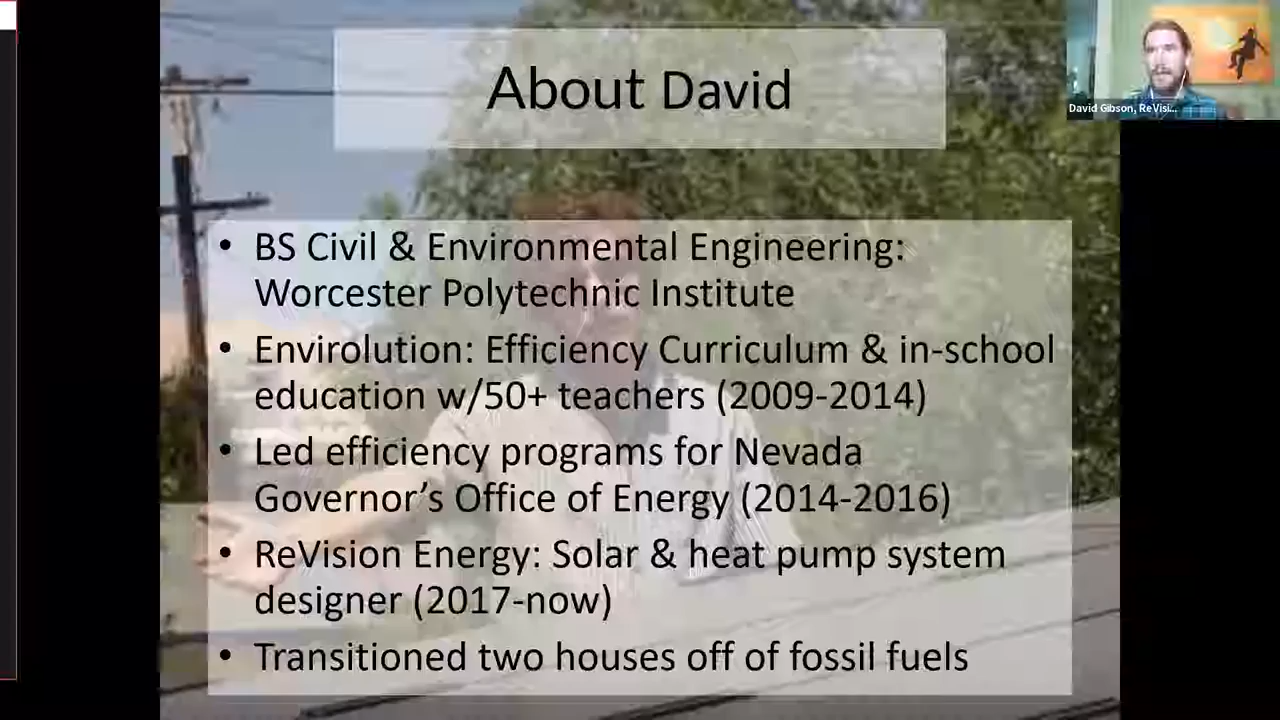 About David
David Gibson, ReVisi...
• BS Civil & Environmental Engineering:
Worcester Polytechnic Institute
• Envirolution: Efficiency Curriculum & in-school
education w/50+ teachers (2009-2014)
• Led efficiency programs for Nevada
Governor’s Office of Energy (2014-2016)
• ReVision Energy: Solar & heat pump system
designer (2017-now)
• Transitioned two houses off of fossil fuels